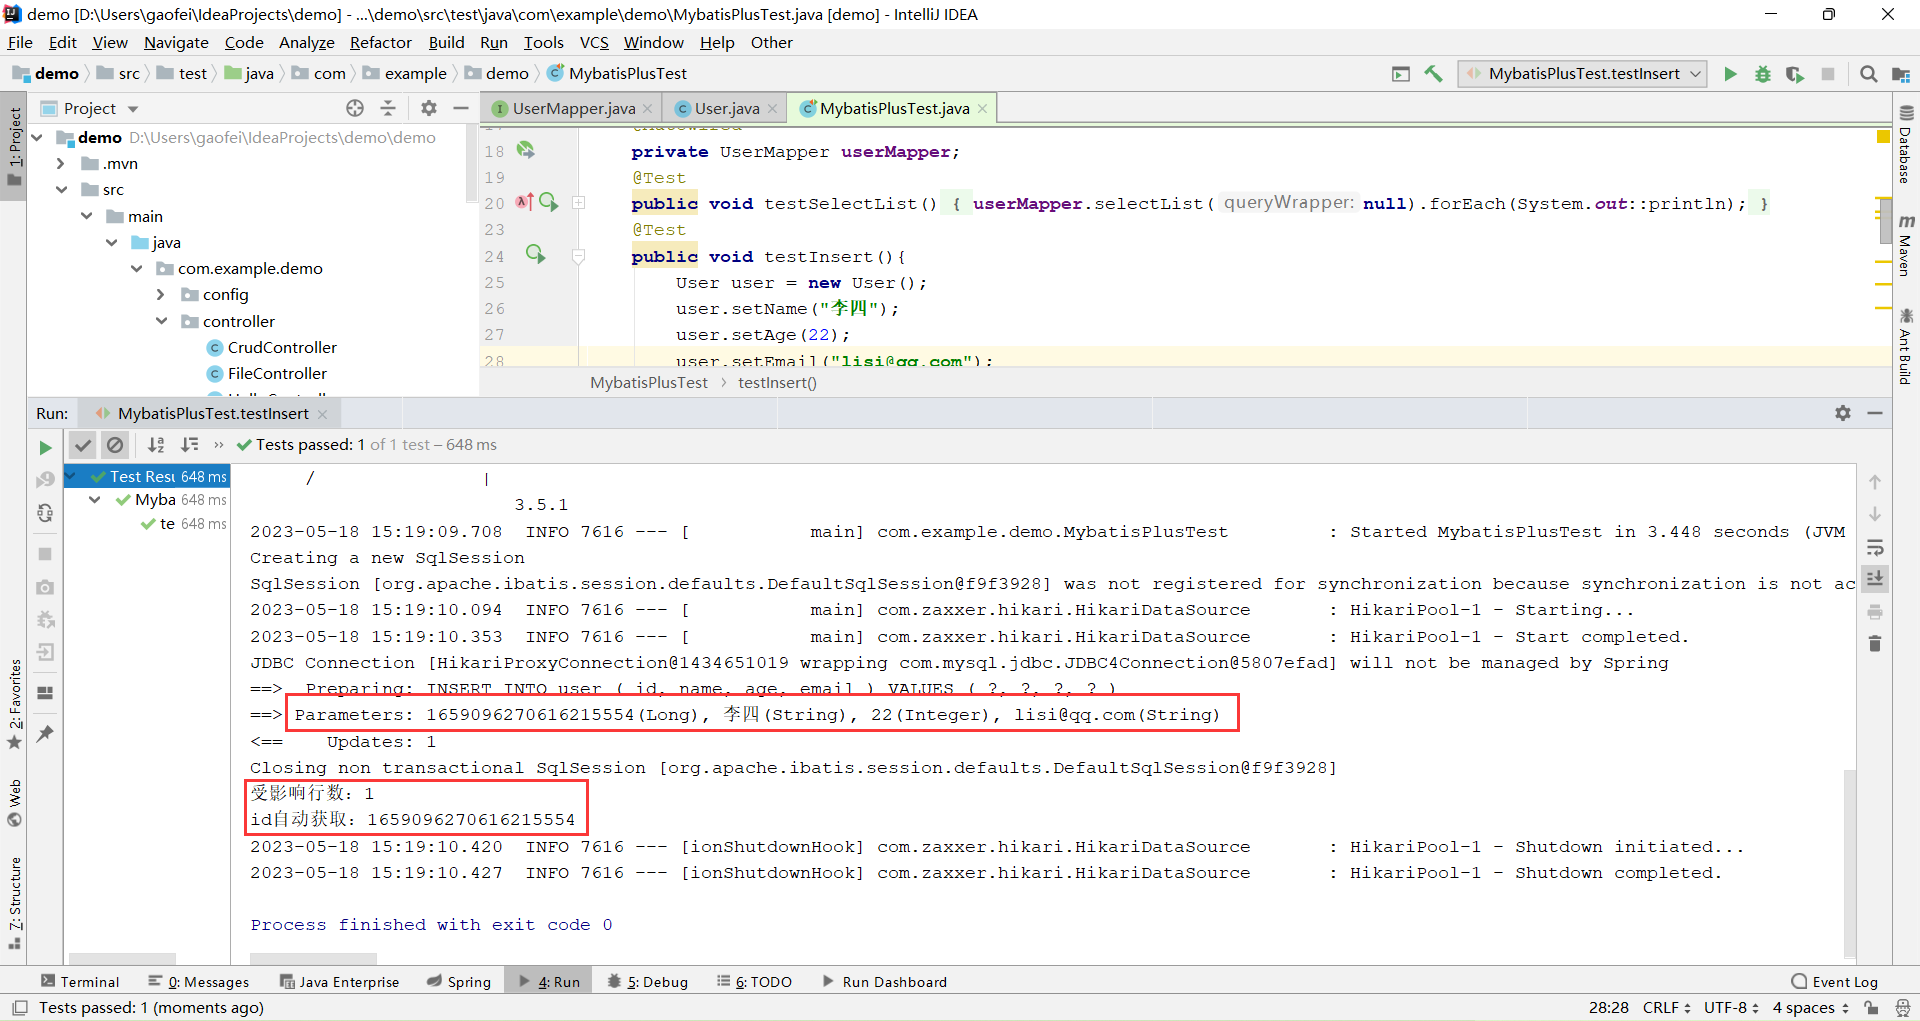 demo [D:\Users\gaofei\IdeaProjects\demo] - ...\demo\src\test\java\com\example\demo\MybatisPlusTest.java [demo] - IntelliJ IDEA
File Edit View Navigate Code Analyze Refactor Build Run Tools VCS Window Help Other
demo src test java com example demo MybatisPlusTest MybatisPlusTest.testInsert
1: Project
Project
UserMapper.java User.java MybatisPlusTest.java
demo D:\Users\gaofei\IdeaProjects\demo\demo
.mvn
src
main
java
com.example.demo
config
controller
CrudController
FileController
@Autowired
18 private UserMapper userMapper;
19 @Test
20 public void testSelectList() { userMapper.selectList( queryWrapper: null).forEach(System.out::println); }
23 @Test
24 public void testInsert(){
25 User user = new User();
26 user.setName("李四");
27 user.setAge(22);
28 user.setEmail("lisi@qq.com");
MybatisPlusTest › testInsert()
Database
Maven
Ant Build
Run: MybatisPlusTest.testInsert
Tests passed: 1 of 1 test – 648 ms
Test Resu 648 ms
Myba 648 ms
te 648 ms
/ |
3.5.1
2023-05-18 15:19:09.708 INFO 7616 --- [ main] com.example.demo.MybatisPlusTest : Started MybatisPlusTest in 3.448 seconds (JVM
Creating a new SqlSession
SqlSession [org.apache.ibatis.session.defaults.DefaultSqlSession@f9f3928] was not registered for synchronization because synchronization is not ac
2023-05-18 15:19:10.094 INFO 7616 --- [ main] com.zaxxer.hikari.HikariDataSource : HikariPool-1 - Starting...
2023-05-18 15:19:10.353 INFO 7616 --- [ main] com.zaxxer.hikari.HikariDataSource : HikariPool-1 - Start completed.
JDBC Connection [HikariProxyConnection@1434651019 wrapping com.mysql.jdbc.JDBC4Connection@5807efad] will not be managed by Spring
==> Preparing: INSERT INTO user ( id, name, age, email ) VALUES ( ?, ?, ?, ? )
==> Parameters: 1659096270616215554(Long), 李四(String), 22(Integer), lisi@qq.com(String)
<== Updates: 1
Closing non transactional SqlSession [org.apache.ibatis.session.defaults.DefaultSqlSession@f9f3928]
受影响行数：1
id自动获取：1659096270616215554
2023-05-18 15:19:10.420 INFO 7616 --- [ionShutdownHook] com.zaxxer.hikari.HikariDataSource : HikariPool-1 - Shutdown initiated...
2023-05-18 15:19:10.427 INFO 7616 --- [ionShutdownHook] com.zaxxer.hikari.HikariDataSource : HikariPool-1 - Shutdown completed.
Process finished with exit code 0
2: Favorites
Web
7: Structure
Terminal 0: Messages Java Enterprise Spring 4: Run 5: Debug 6: TODO Run Dashboard Event Log
Tests passed: 1 (moments ago) 28:28 CRLF UTF-8 4 spaces